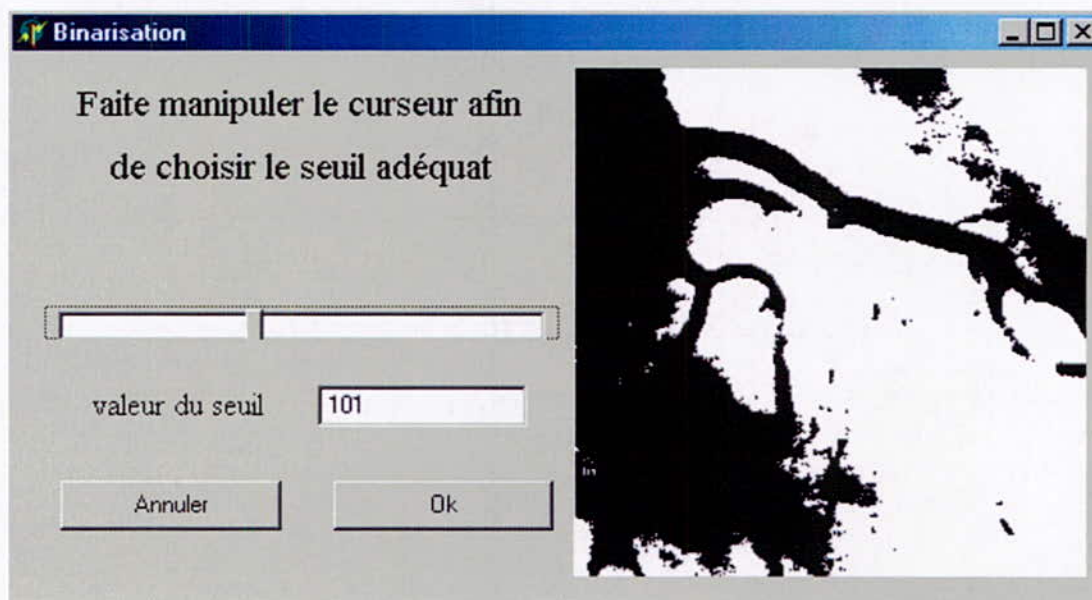 Binarisation
Faite manipuler le curseur afin
de choisir le seuil adéquat
valeur du seuil
101
Annuler
Ok